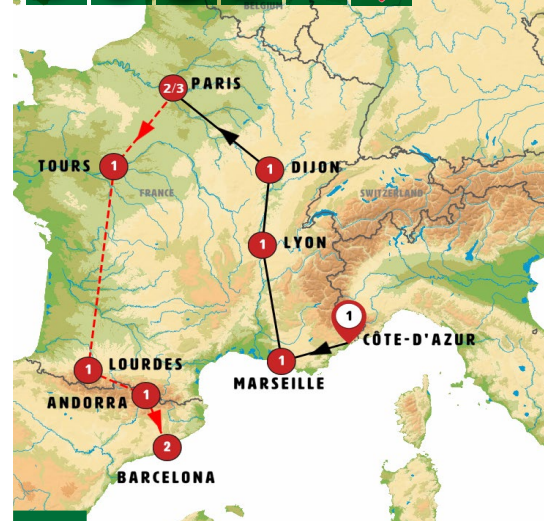 BELGIUM
2/3 PARIS
TOURS 1
1 DIJON
FRANCE
SWITZERLAND
1 LYON
1
CÔTE-D'AZUR
1
MARSEILLE
1 LOURDES
ANDORRA 1
2
BARCELONA